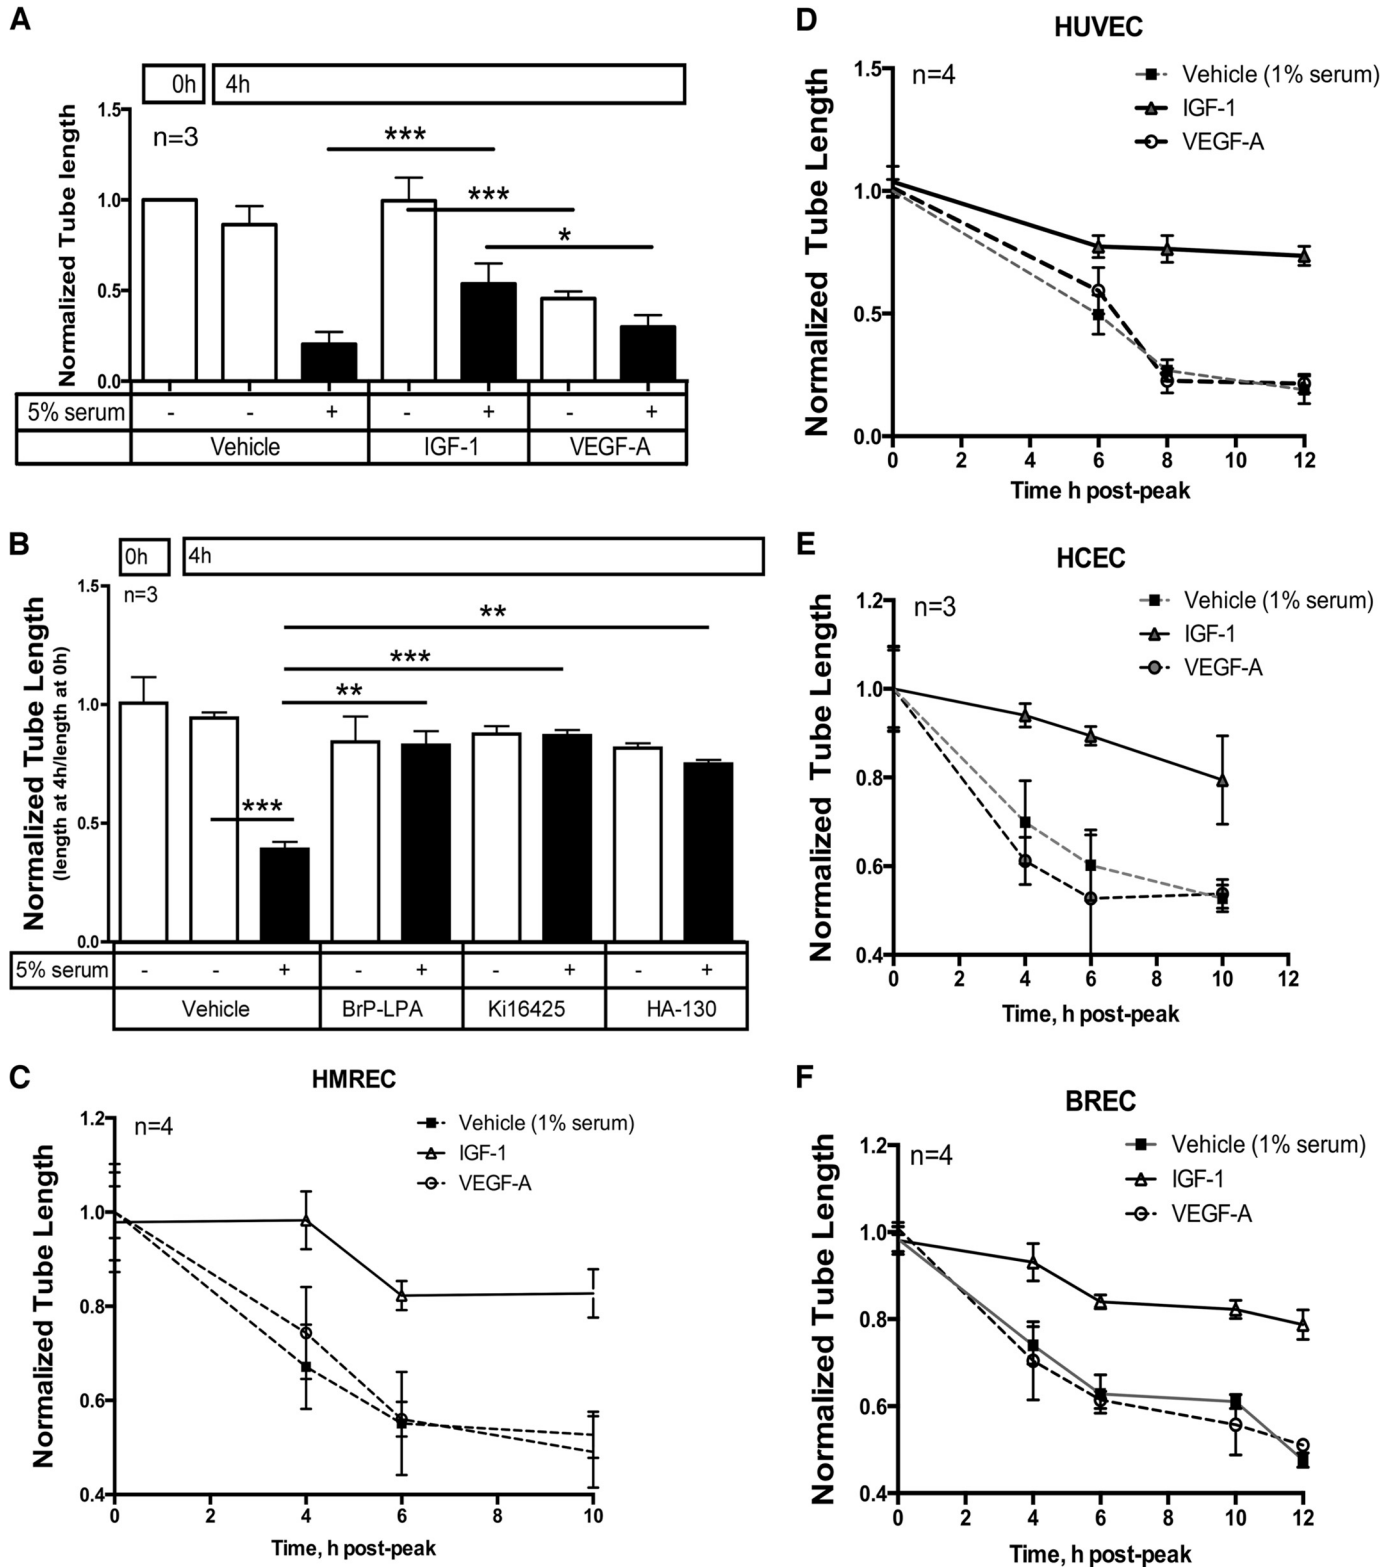 A
0h
4h
Normalized Tube length
1.5
n=3
***
1.0
***
*
0.5
0.0
5% serum - - + - + - +
Vehicle IGF-1 VEGF-A
B
0h
4h
Normalized Tube Length
(length at 4h/length at 0h)
1.5
n=3
**
***
**
1.0
***
0.5
0.0
5% serum - - + - + - + - +
Vehicle BrP-LPA Ki16425 HA-130
C
HMREC
n=4
Vehicle (1% serum)
IGF-1
VEGF-A
Normalized Tube Length
1.2
1.0
0.8
0.6
0.4
0 2 4 6 8 10
Time, h post-peak
D
HUVEC
n=4
Vehicle (1% serum)
IGF-1
VEGF-A
Normalized Tube Length
1.5
1.0
0.5
0.0
0 2 4 6 8 10 12
Time h post-peak
E
HCEC
n=3
Vehicle (1% serum)
IGF-1
VEGF-A
Normalized Tube Length
1.2
1.0
0.8
0.6
0.4
0 2 4 6 8 10 12
Time, h post-peak
F
BREC
n=4
Vehicle (1% serum)
IGF-1
VEGF-A
Normalized Tube Length
1.2
1.0
0.8
0.6
0.4
0 2 4 6 8 10 12
Time, h post-peak